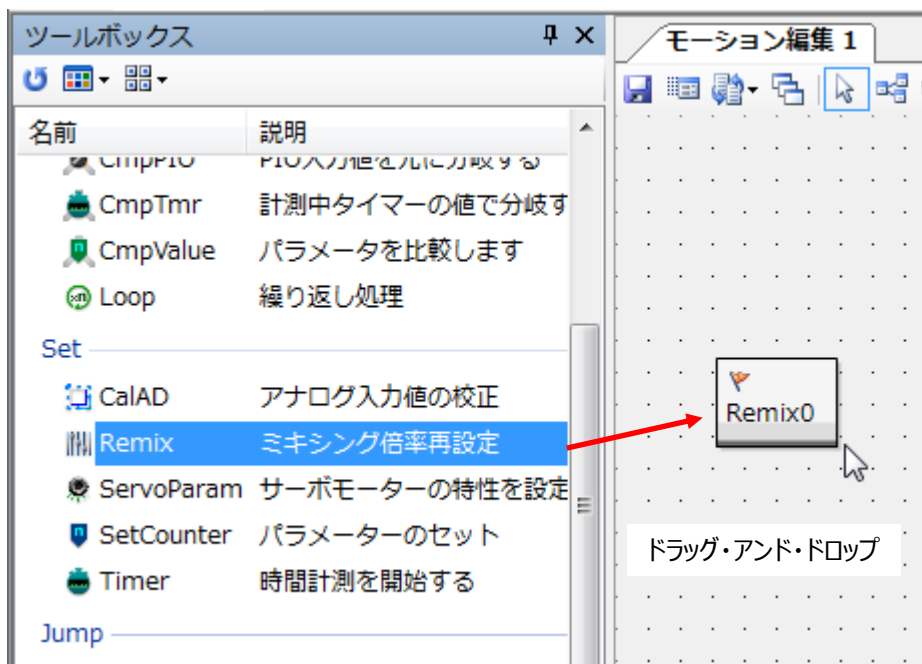 ツールボックス
モーション編集 1
名前 説明
CmpPIO PIO入力値を元に分岐する
CmpTmr 計測中タイマーの値で分岐す
CmpValue パラメータを比較します
Loop 繰り返し処理
Set
CalAD アナログ入力値の校正
Remix ミキシング倍率再設定
ServoParam サーボモーターの特性を設定
SetCounter パラメーターのセット
Timer 時間計測を開始する
Jump
Remix0
ドラッグ・アンド・ドロップ